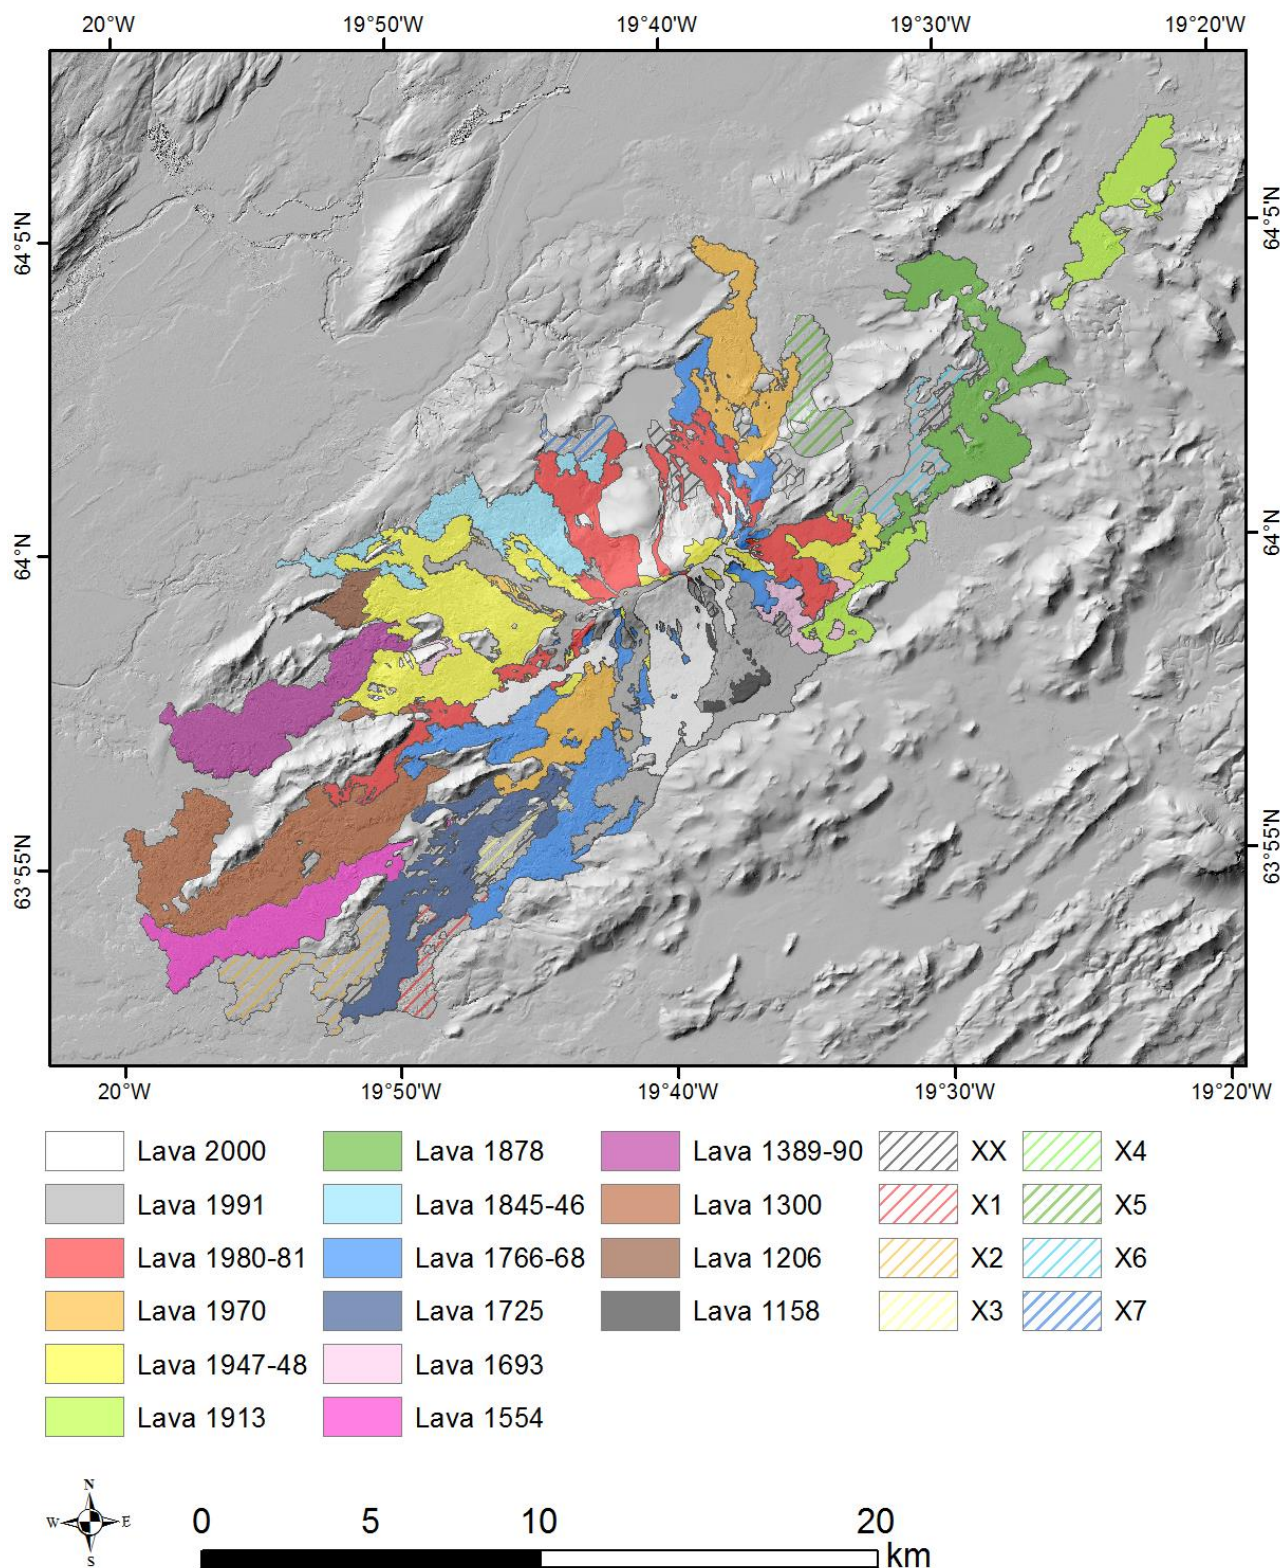 20°W 19°50'W 19°40'W 19°30'W 19°20'W
64°5'N 64°5'N
64°N 64°N
63°55'N 63°55'N
20°W 19°50'W 19°40'W 19°30'W 19°20'W
Lava 2000 Lava 1878 Lava 1389-90 XX X4
Lava 1991 Lava 1845-46 Lava 1300 X1 X5
Lava 1980-81 Lava 1766-68 Lava 1206 X2 X6
Lava 1970 Lava 1725 Lava 1158 X3 X7
Lava 1947-48 Lava 1693
Lava 1913 Lava 1554
N
W E
S
0 5 10 20
km